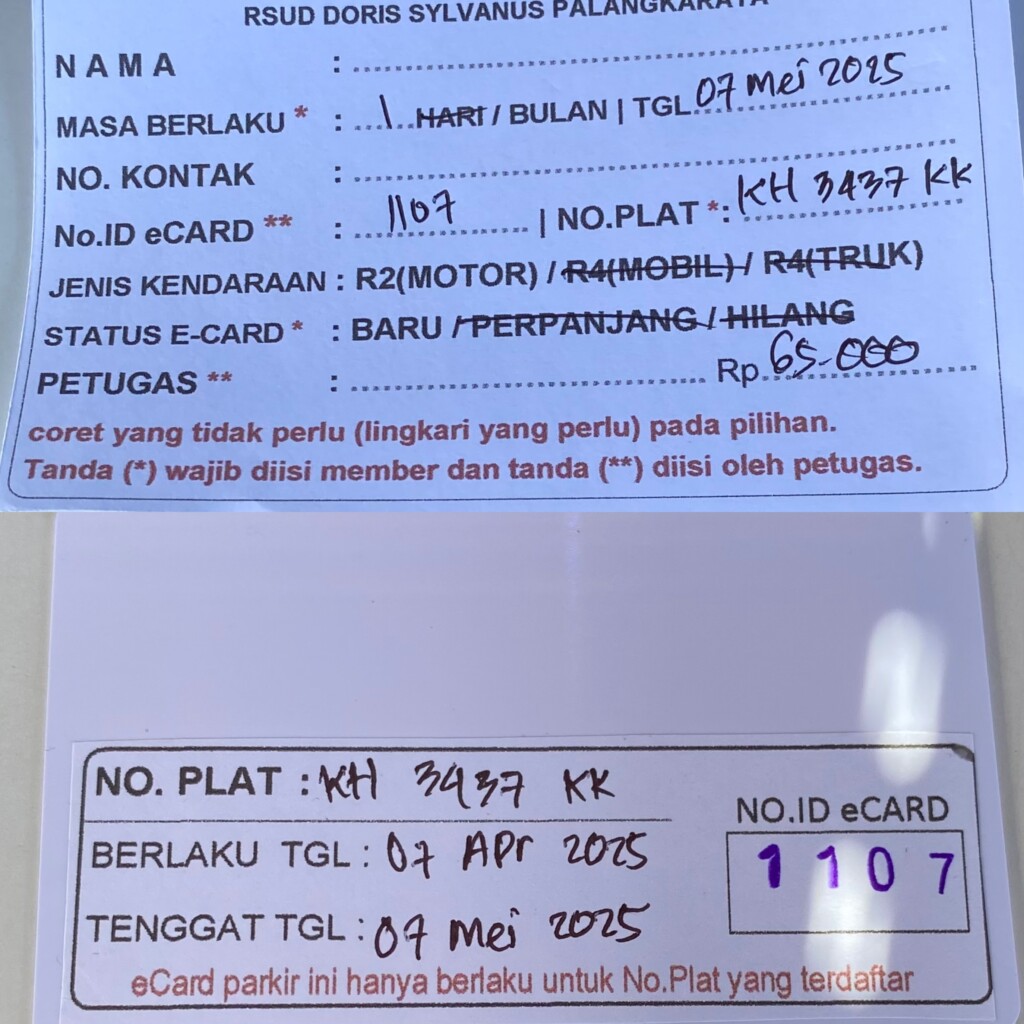 RSUD DORIS SYLVANUS PALANGKARAYA
NAMA :
MASA BERLAKU * : 1 HARI / BULAN | TGL 07 Mei 2025
NO. KONTAK :
No.ID eCARD ** : 1107 | NO.PLAT *: KH 3437 KK
JENIS KENDARAAN : R2(MOTOR) / R4(MOBIL) / R4(TRUK)
STATUS E-CARD * : BARU / PERPANJANG / HILANG
PETUGAS ** : Rp. 65.000
coret yang tidak perlu (lingkari yang perlu) pada pilihan.
Tanda (*) wajib diisi member dan tanda (**) diisi oleh petugas.
NO. PLAT : KH 3437 KK
BERLAKU TGL : 07 APr 2025
TENGGAT TGL : 07 Mei 2025
NO.ID eCARD
1107
eCard parkir ini hanya berlaku untuk No.Plat yang terdaftar